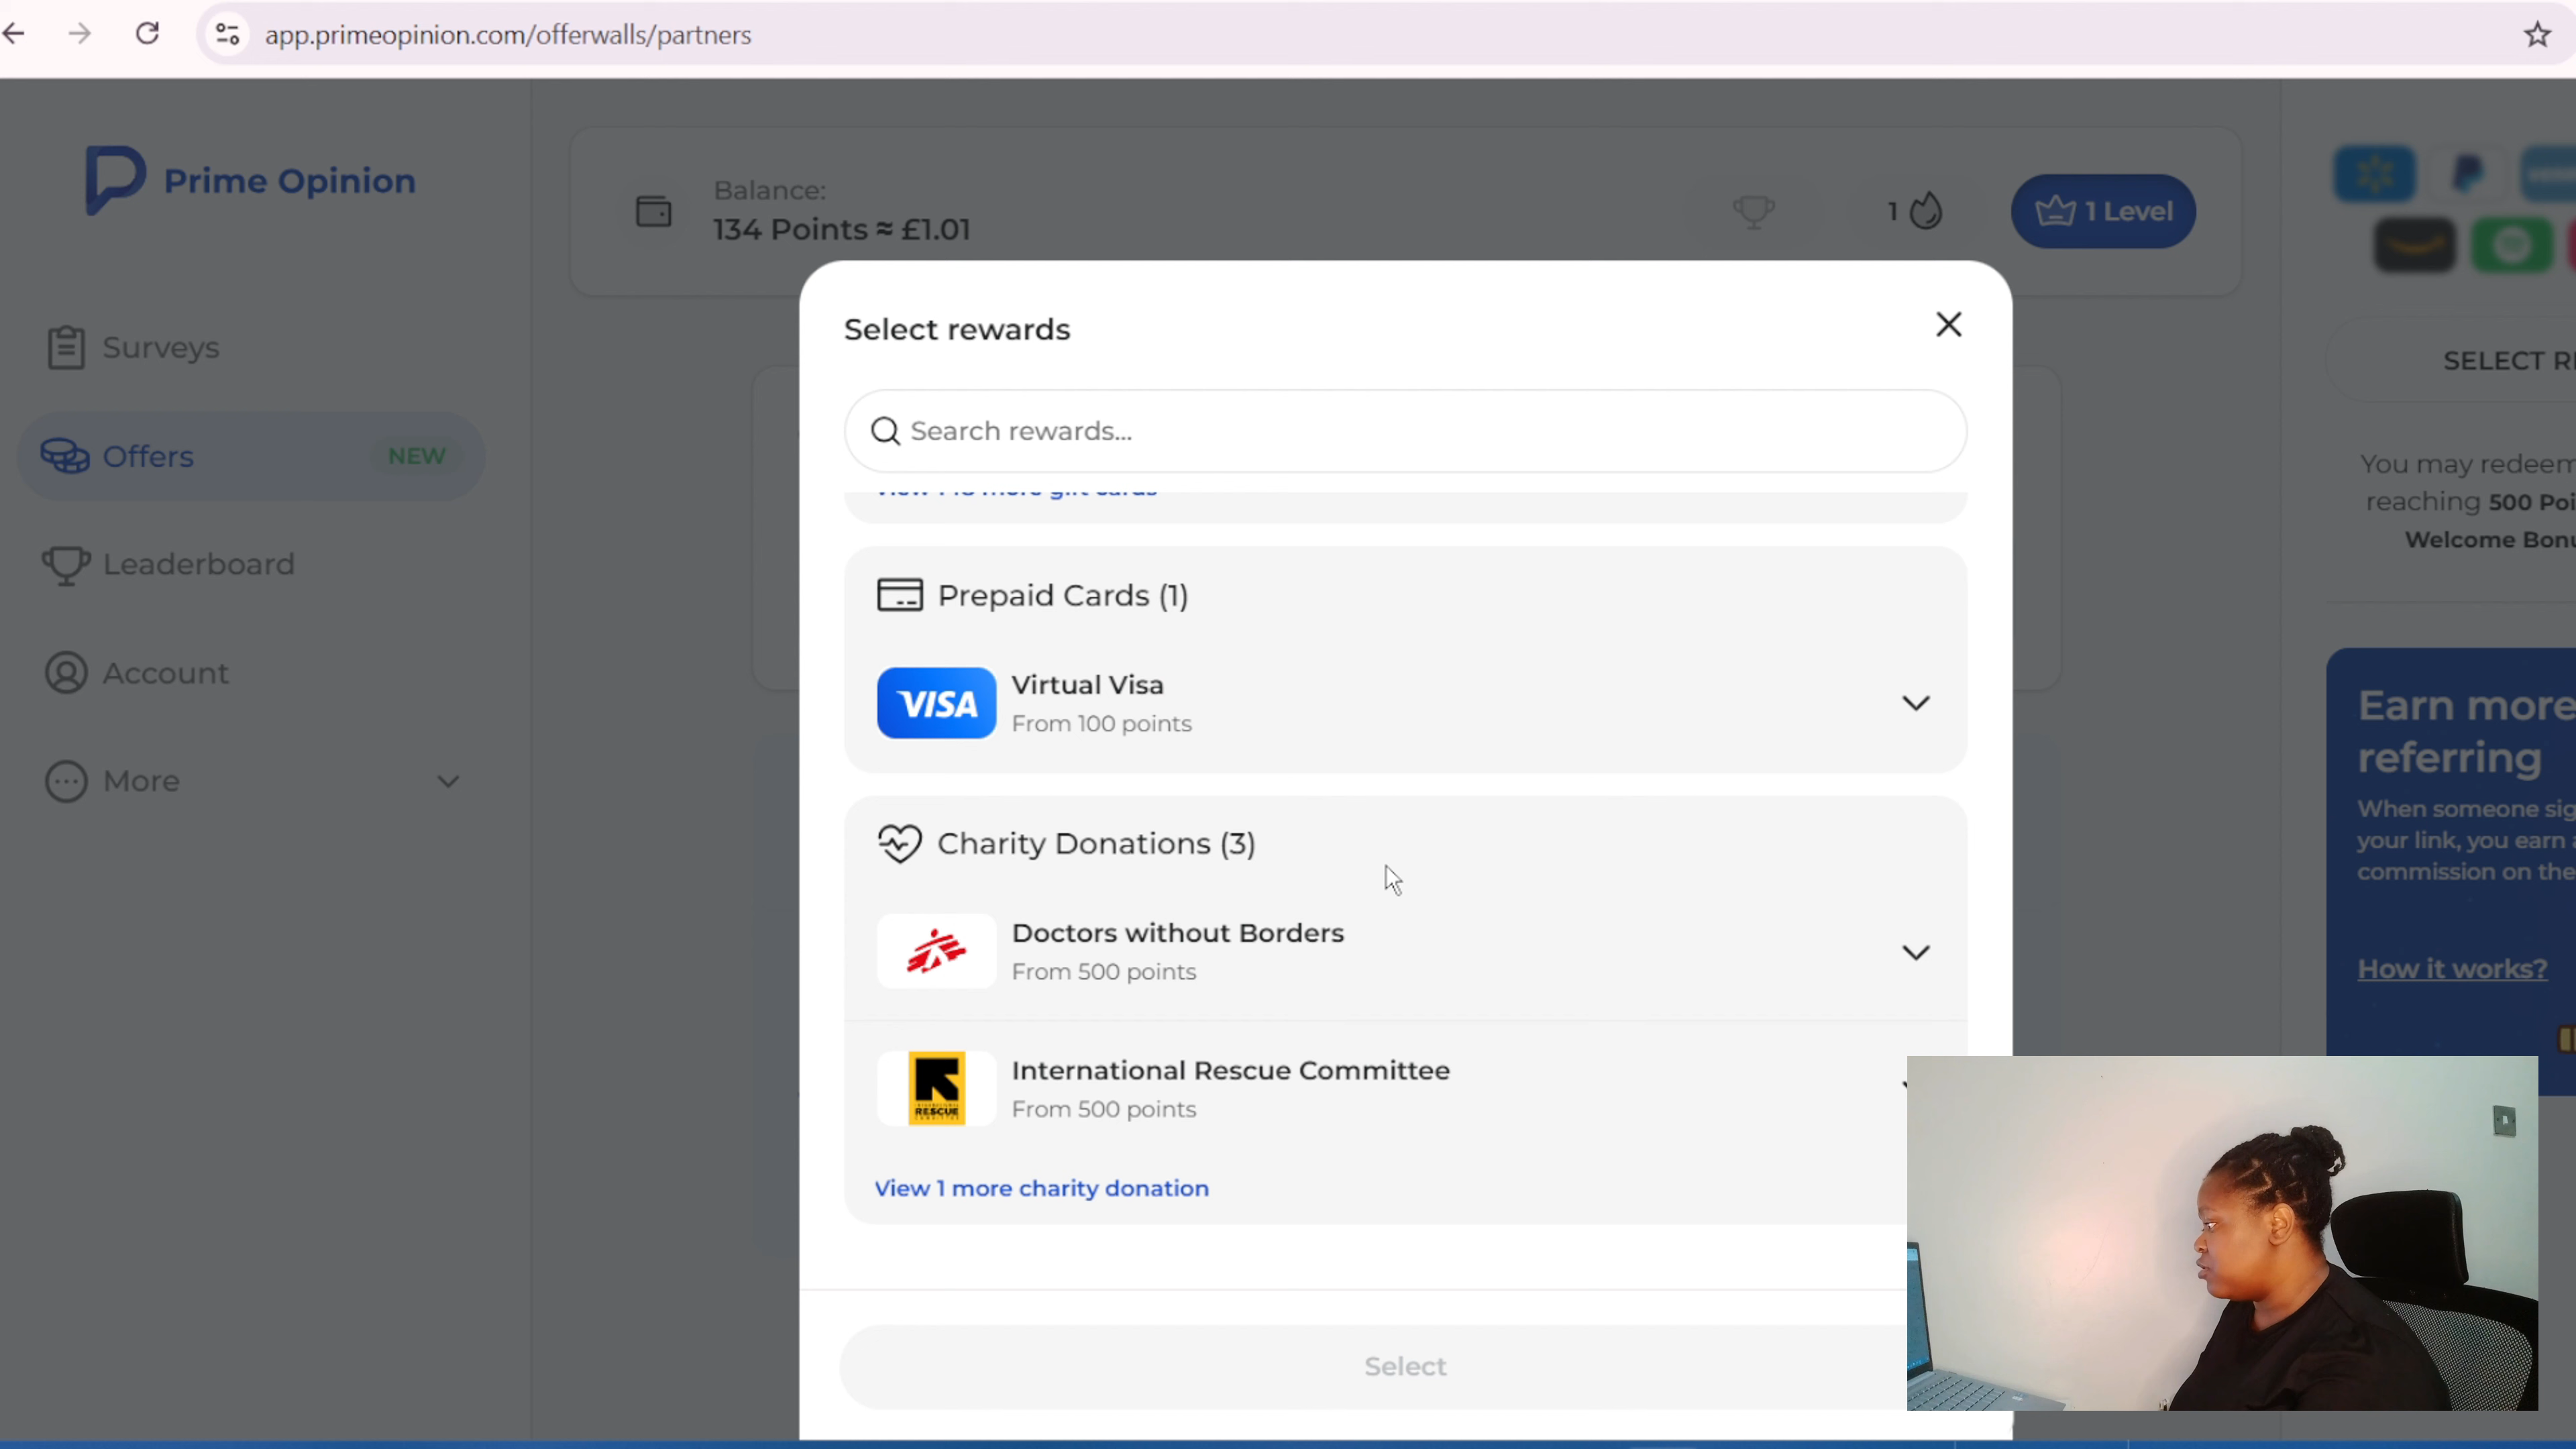 app.primeopinion.com/offerwalls/partners
Prime Opinion
Surveys
Offers NEW
Leaderboard
Account
More
Balance:
134 Points ≈ £1.01
1
1 Level
Select rewards
Search rewards...
more gift cards
Prepaid Cards (1)
VISA
Virtual Visa
From 100 points
Charity Donations (3)
Doctors without Borders
From 500 points
RESCUE
International Rescue Committee
From 500 points
View 1 more charity donation
Select
SELECT
You may redeem
reaching 500
Welcome
Earn more
referring
When someone
your link, you earn
commission on the
How it works?